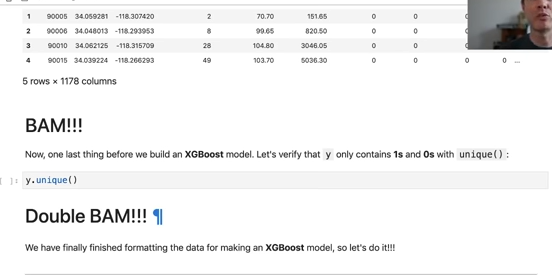 1 90005 34.059281 -118.307420 2 70.70 151.65 0 0 0
2 90006 34.048013 -118.293953 8 99.65 820.50 0 0 0
3 90010 34.062125 -118.315709 28 104.80 3046.05 0 0 0
4 90015 34.039224 -118.266293 49 103.70 5036.30 0 0 0 0 ...
5 rows × 1178 columns
BAM!!!
Now, one last thing before we build an XGBoost model. Let's verify that y only contains 1s and 0s with unique() :
[ ]: y.unique()
Double BAM!!! ¶
We have finally finished formatting the data for making an XGBoost model, so let's do it!!!